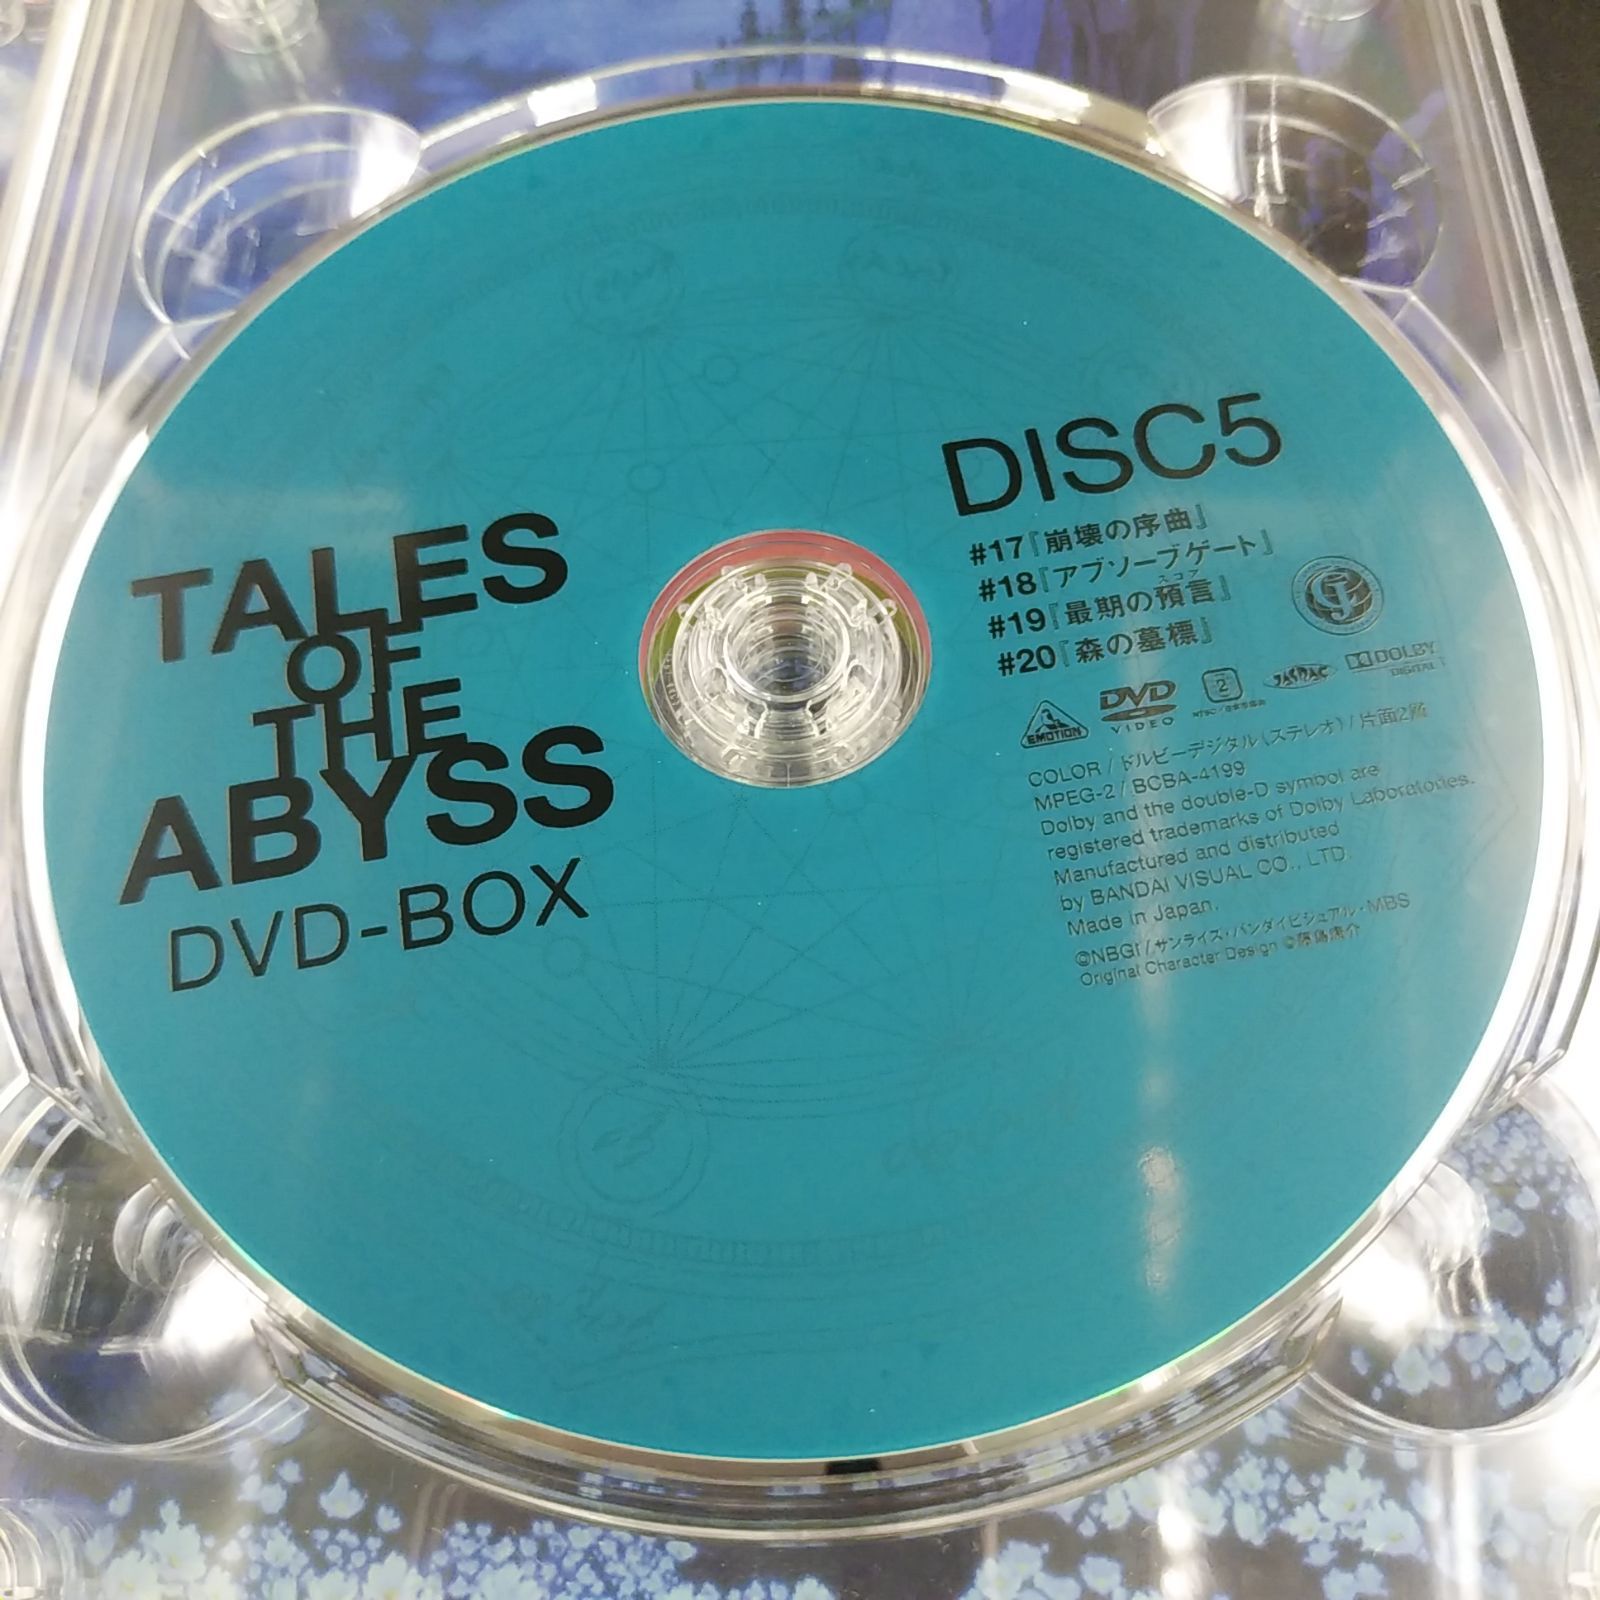 TALES
OF
THE
ABYSS
DVD-BOX
DISC5
#17『崩壊の序曲』
#18『アブソーブゲート』
スコア
#19『最期の預言』
#20『森の墓標』
EMOTION
DVD
VIDEO
2
JASRAC
DOLBY
DIGITAL
COLOR / ドルビーデジタル(ステレオ) / 片面2層
MPEG-2 / BCBA-4199
Dolby and the double-D symbol are
registered trademarks of Dolby Laboratories.
Manufactured and distributed
by BANDAI VISUAL CO., LTD.
Made in Japan.
©NBGI / サンライズ・バンダイビジュアル・MBS
Original Character Design ©藤島康介